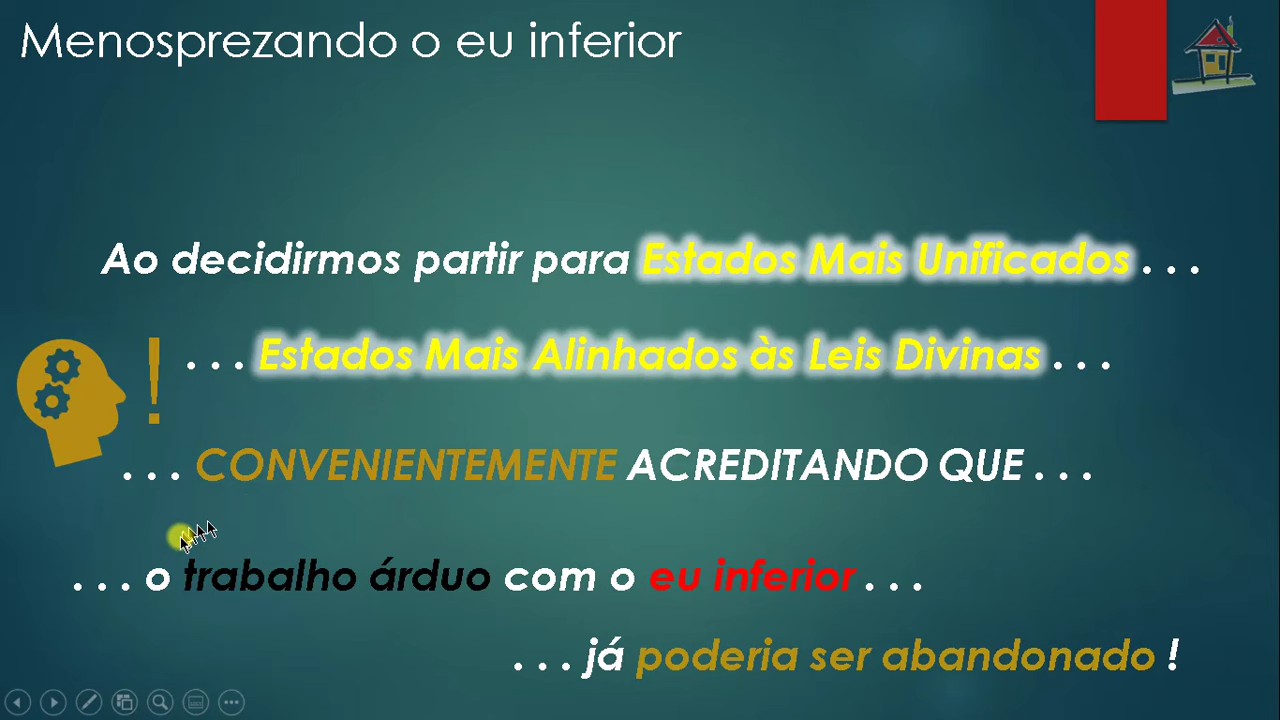 Menosprezando o eu inferior
Ao decidirmos partir para Estados Mais Unificados . . .
! . . . Estados Mais Alinhados às Leis Divinas . . .
. . . CONVENIENTEMENTE ACREDITANDO QUE . . .
. . . o trabalho árduo com o eu inferior . . .
. . . já poderia ser abandonado !